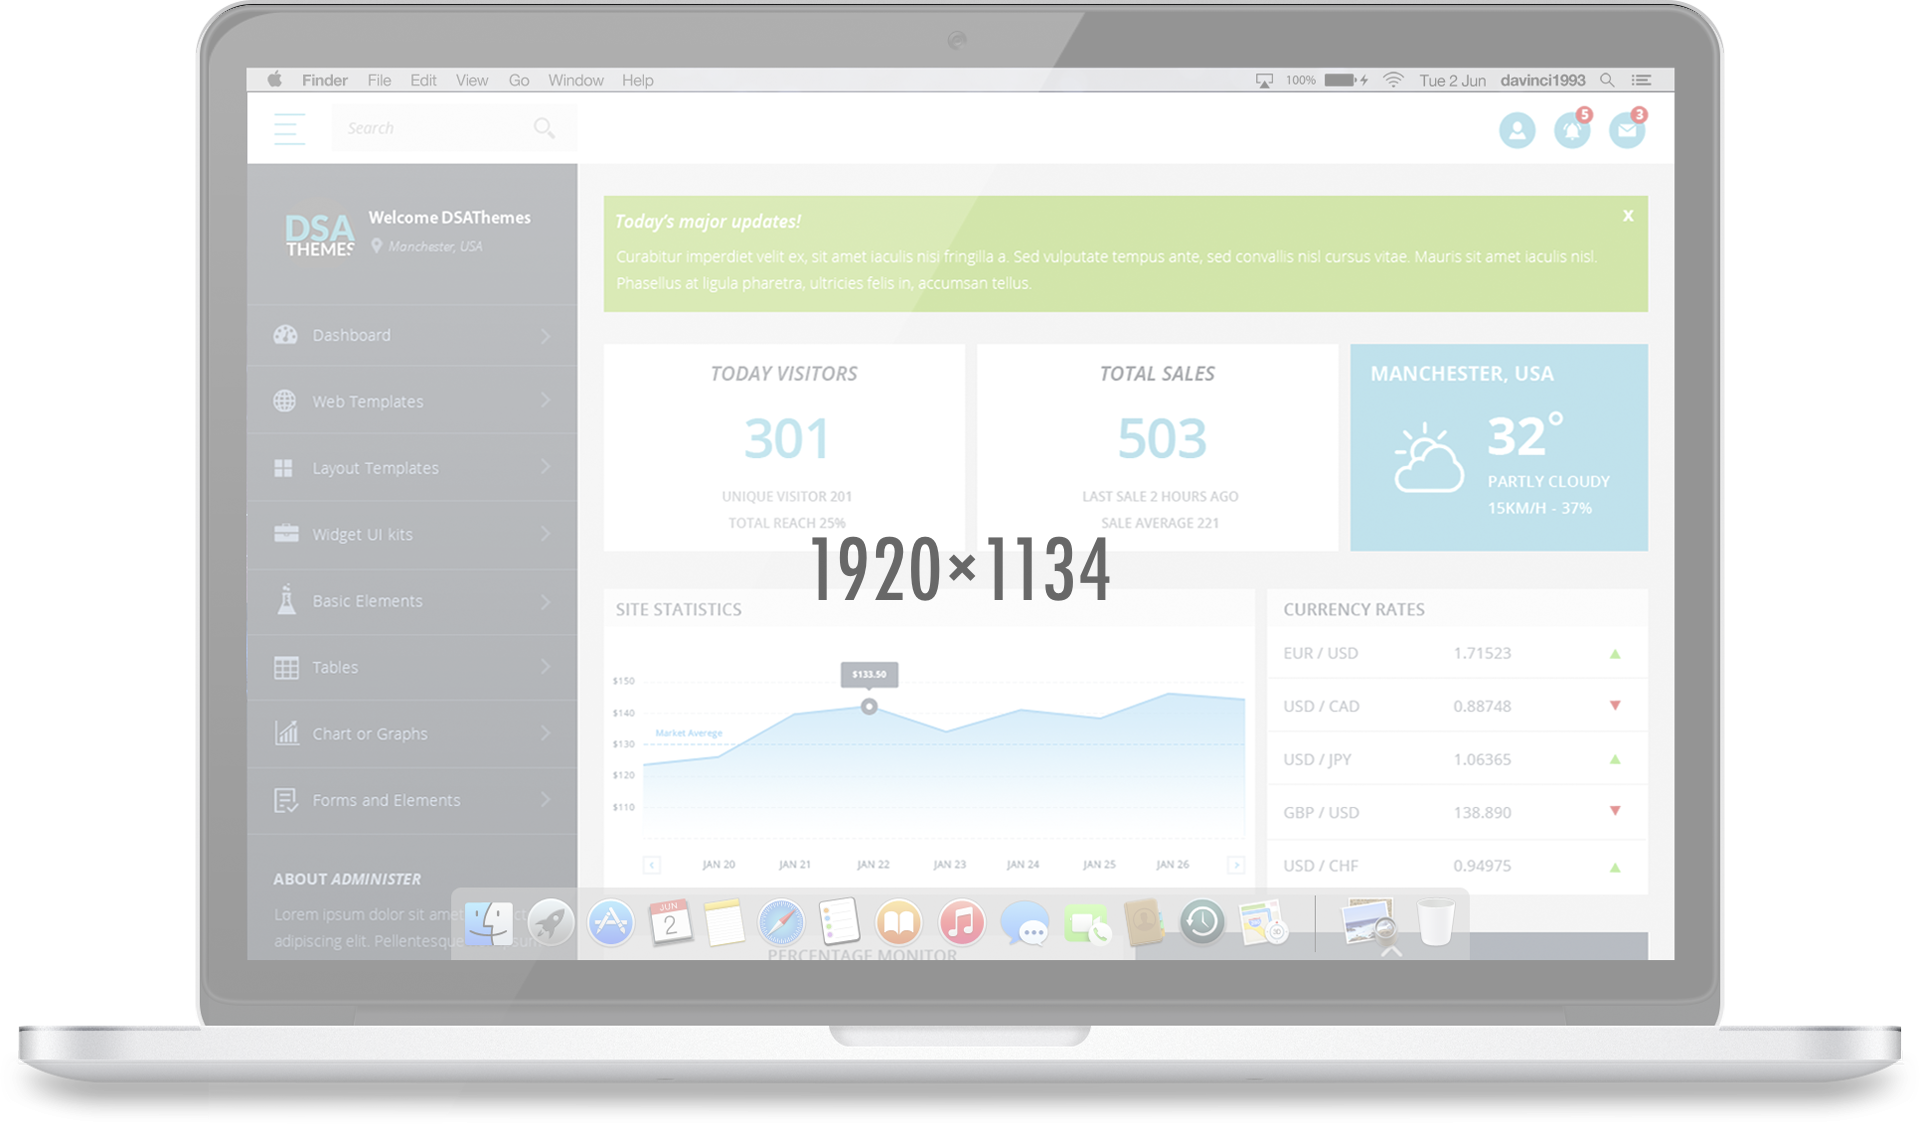 Finder File Edit View Go Window Help
100% Tue 2 Jun davinci1993
Search
5
3
DSA
THEMES
Welcome DSAThemes
Manchester, USA
Dashboard
Web Templates
Layout Templates
Widget UI kits
Basic Elements
Tables
Chart or Graphs
Forms and Elements
ABOUT ADMINISTER
Lorem ipsum dolor sit amet
adipiscing elit. Pellentesque
Today's major updates!
X
Curabitur imperdiet velit ex, sit amet iaculis nisi fringilla a. Sed vulputate tempus ante, sed convallis nisl cursus vitae. Mauris sit amet iaculis nisl.
Phasellus at ligula pharetra, ultricies felis in, accumsan tellus.
TODAY VISITORS
301
UNIQUE VISITOR 201
TOTAL REACH 25%
TOTAL SALES
503
LAST SALE 2 HOURS AGO
SALE AVERAGE 221
MANCHESTER, USA
32°
PARTLY CLOUDY
15KM/H - 37%
1920×1134
SITE STATISTICS
$133.50
$150
$140
Market Averege
$130
$120
$110
JAN 20 JAN 21 JAN 22 JAN 23 JAN 24 JAN 25 JAN 26
CURRENCY RATES
EUR / USD 1.71523
USD / CAD 0.88748
USD / JPY 1.06365
GBP / USD 138.890
USD / CHF 0.94975
JUN
2
PERCENTAGE MONITOR